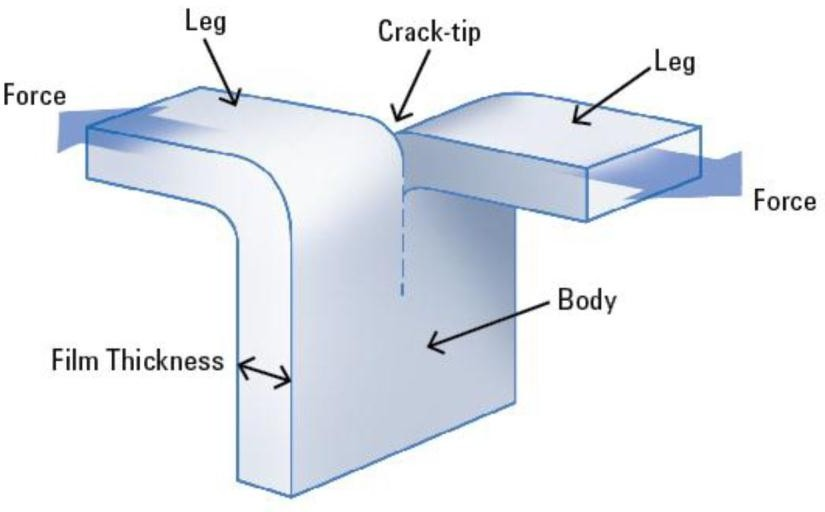 Leg
Crack-tip
Leg
Force
Force
Body
Film Thickness